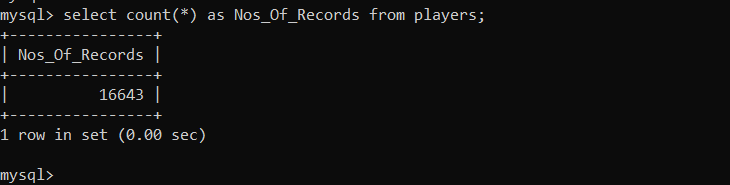 mysql> select count(*) as Nos_Of_Records from players;
+----------------+
| Nos_Of_Records |
+----------------+
|          16643 |
+----------------+
1 row in set (0.00 sec)
mysql>